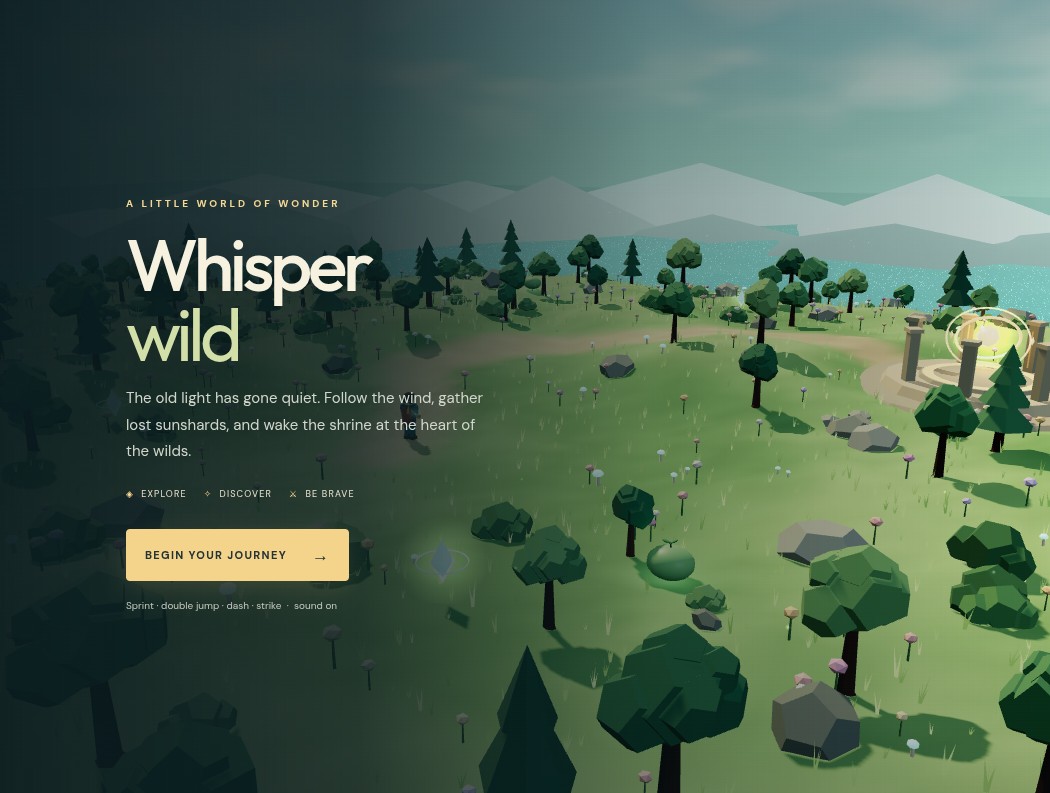 A LITTLE WORLD OF WONDER
Whisper
wild
The old light has gone quiet. Follow the wind, gather
lost sunshards, and wake the shrine at the heart of
the wilds.
EXPLORE DISCOVER BE BRAVE
BEGIN YOUR JOURNEY →
Sprint · double jump · dash · strike · sound on